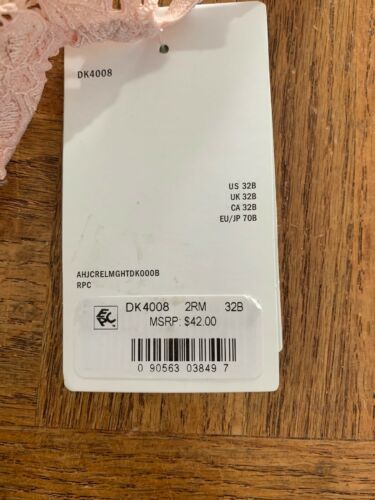 DK4008
US 32B
UK 32B
CA 32B
EU/JP 70B
AHJCRELMGHTDK000B
RPC
DK4008 2RM 32B
MSRP: $42.00
0 90563 03849 7